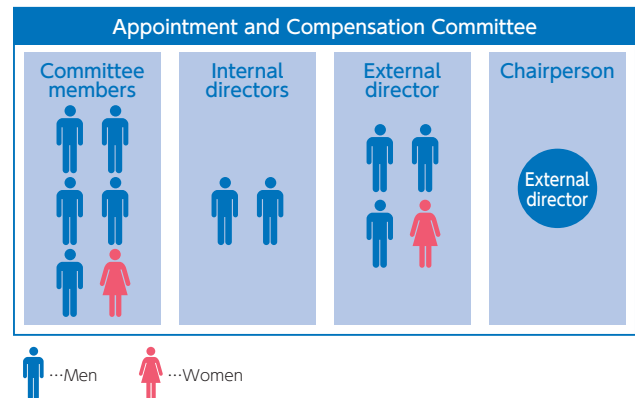 Appointment and Compensation Committee
Committee
members
Internal
directors
External
director
Chairperson
External
director
…Men
…Women